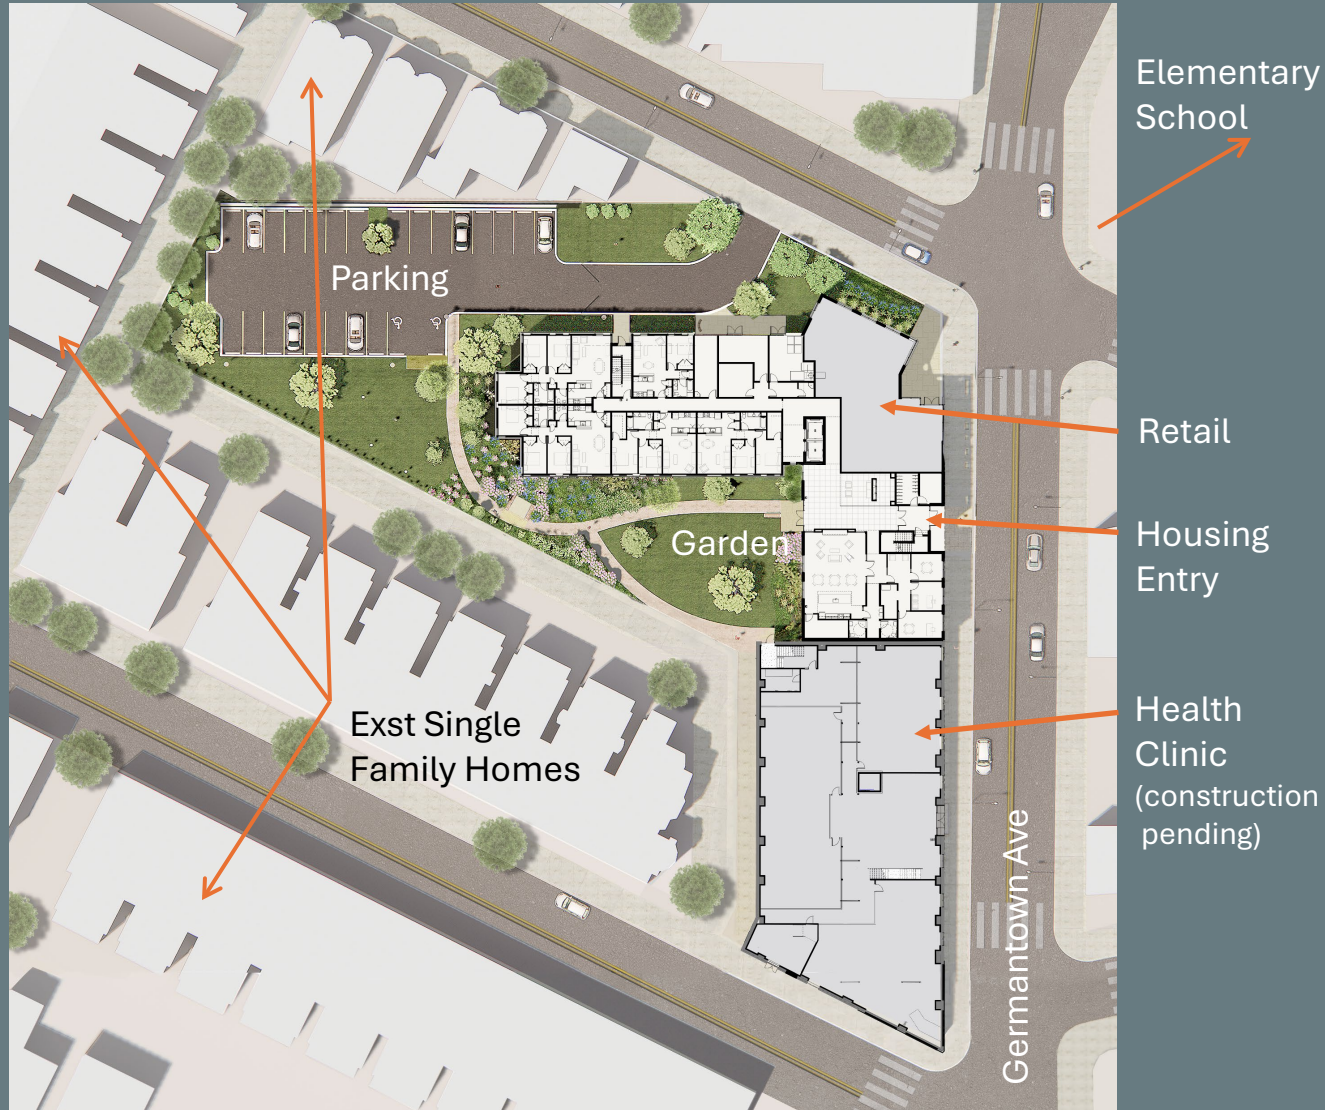 Elementary
School
Parking
Retail
Garden
Housing
Entry
Exst Single
Family Homes
Health
Clinic
(construction
pending)
Germantown Ave